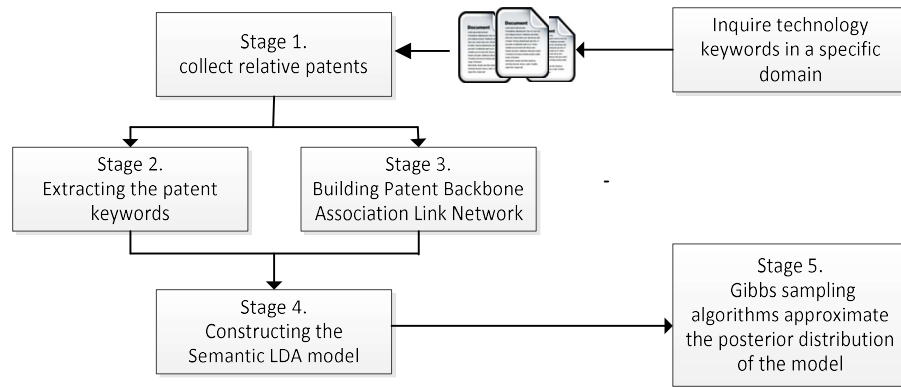 Stage 1.
collect relative patents
Document
Document
Inquire technology
keywords in a specific
domain
Stage 2.
Extracting the patent
keywords
Stage 3.
Building Patent Backbone
Association Link Network
-
Stage 4.
Constructing the
Semantic LDA model
Stage 5.
Gibbs sampling
algorithms approximate
the posterior distribution
of the model